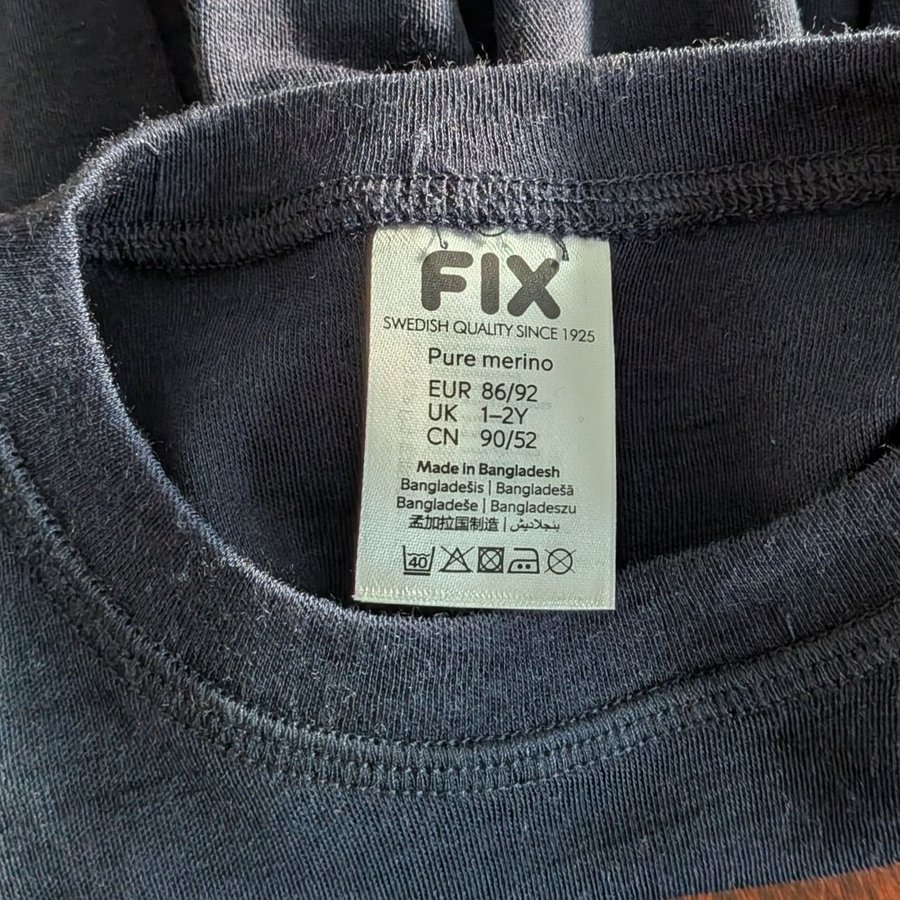 FIX
SWEDISH QUALITY SINCE 1925
Pure merino
EUR 86/92
UK 1–2Y
CN 90/52
Made in Bangladesh
Bangladešis | Bangladešā
Bangladeše | Bangladeszu
孟加拉国制造 | بنجلاديش
40